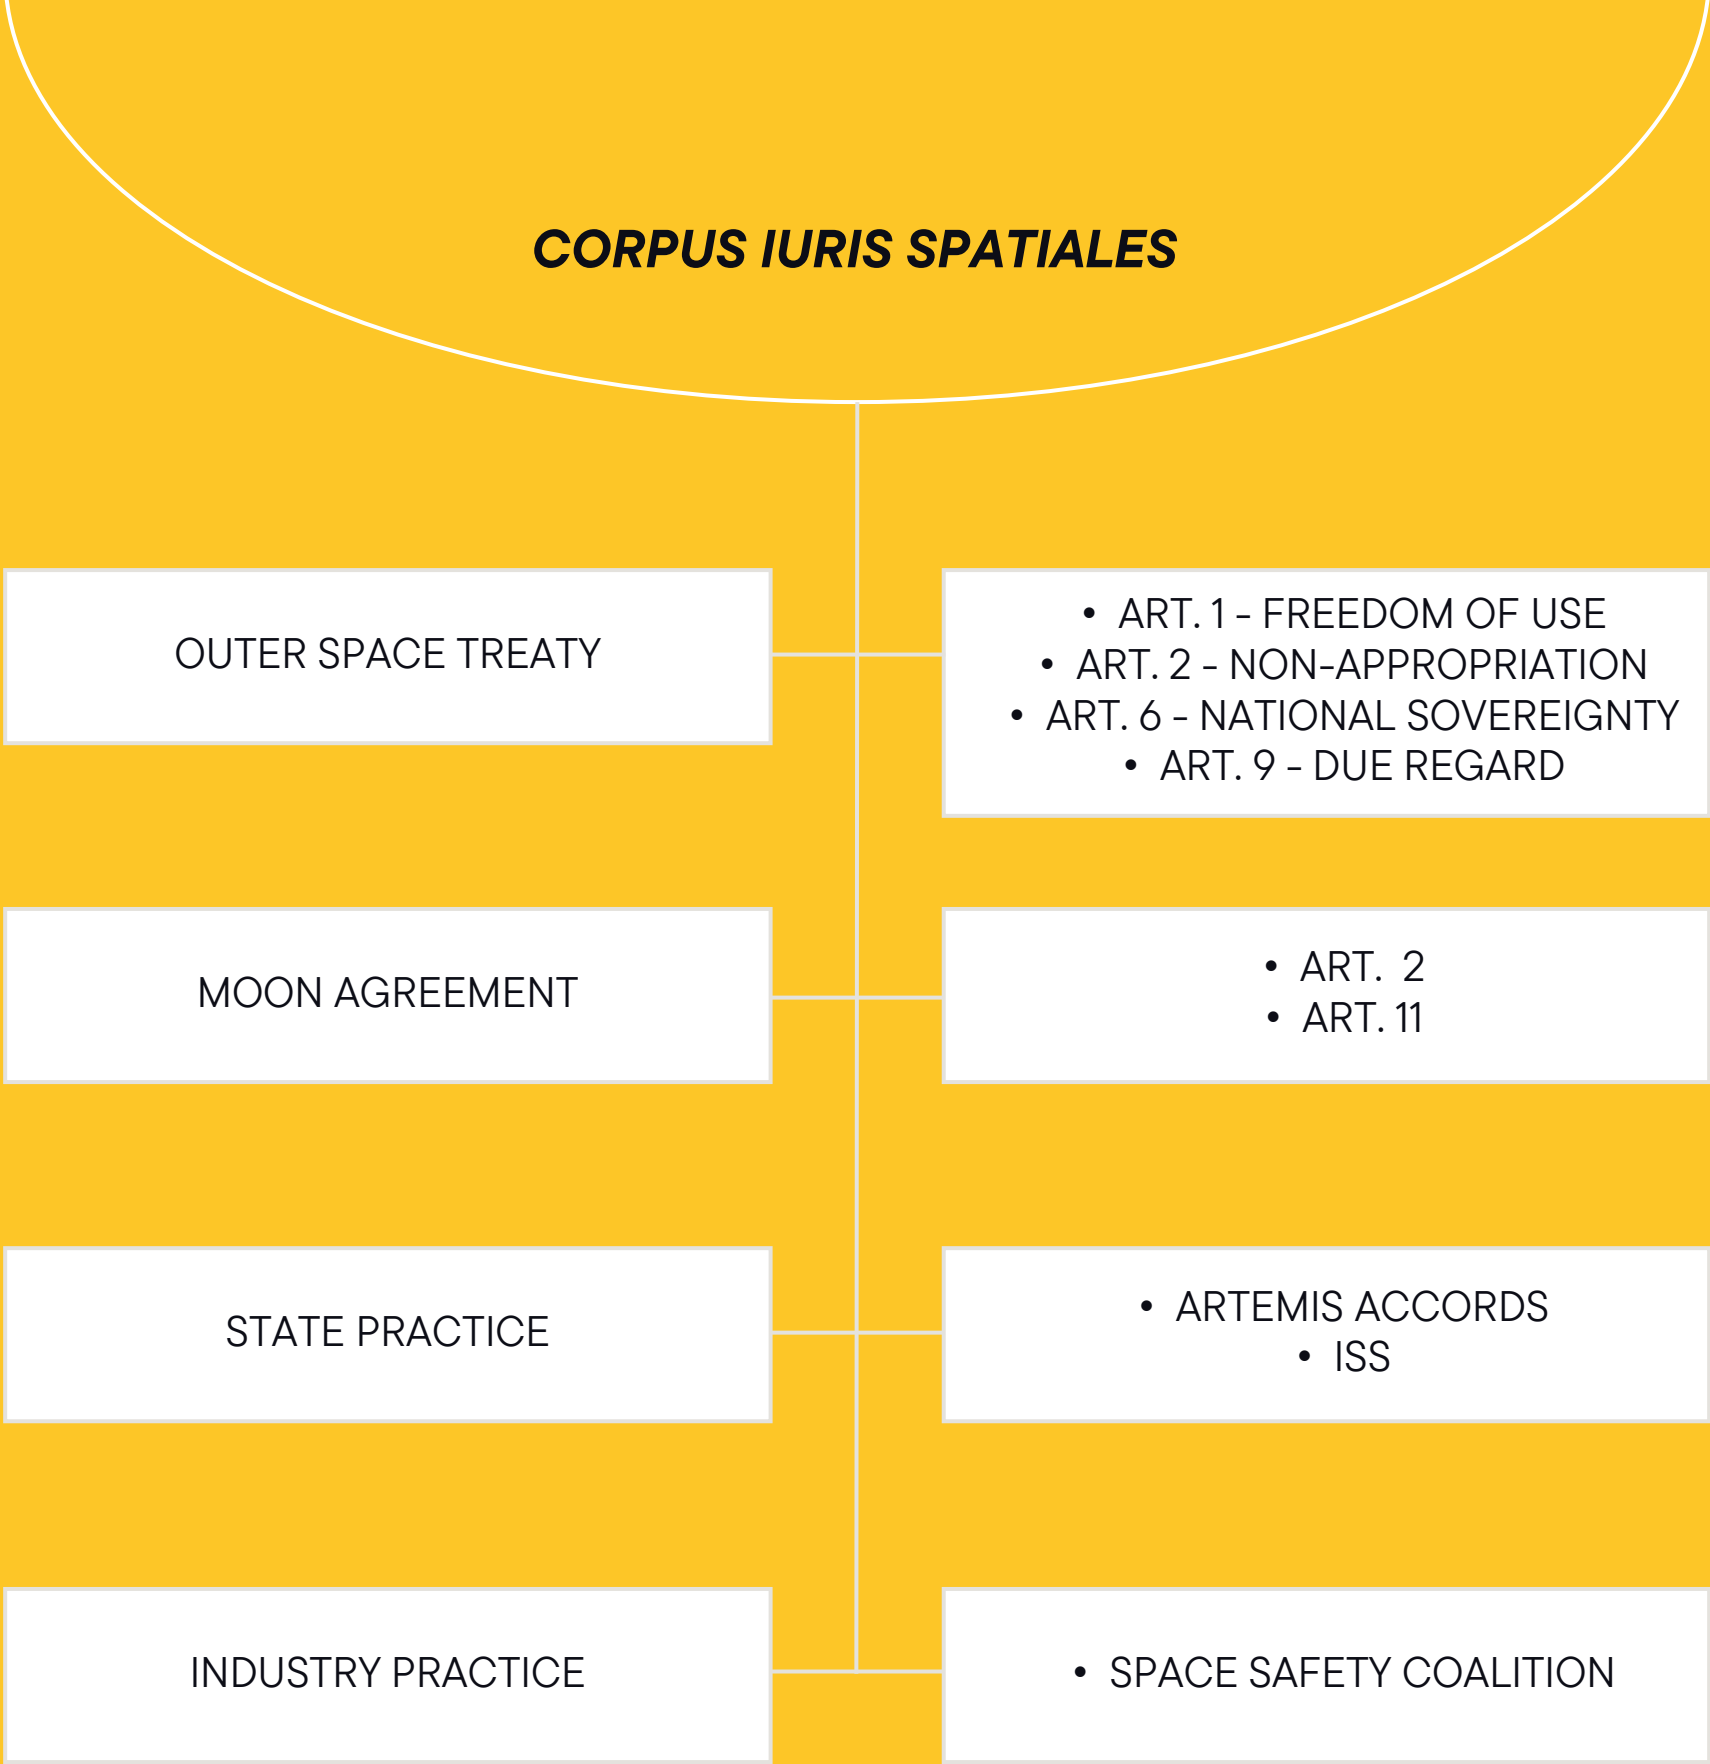 CORPUS IURIS SPATIALES
OUTER SPACE TREATY
• ART. 1 - FREEDOM OF USE
• ART. 2 - NON-APPROPRIATION
• ART. 6 - NATIONAL SOVEREIGNTY
• ART. 9 - DUE REGARD
MOON AGREEMENT
• ART.  2
• ART. 11
STATE PRACTICE
• ARTEMIS ACCORDS
• ISS
INDUSTRY PRACTICE
• SPACE SAFETY COALITION